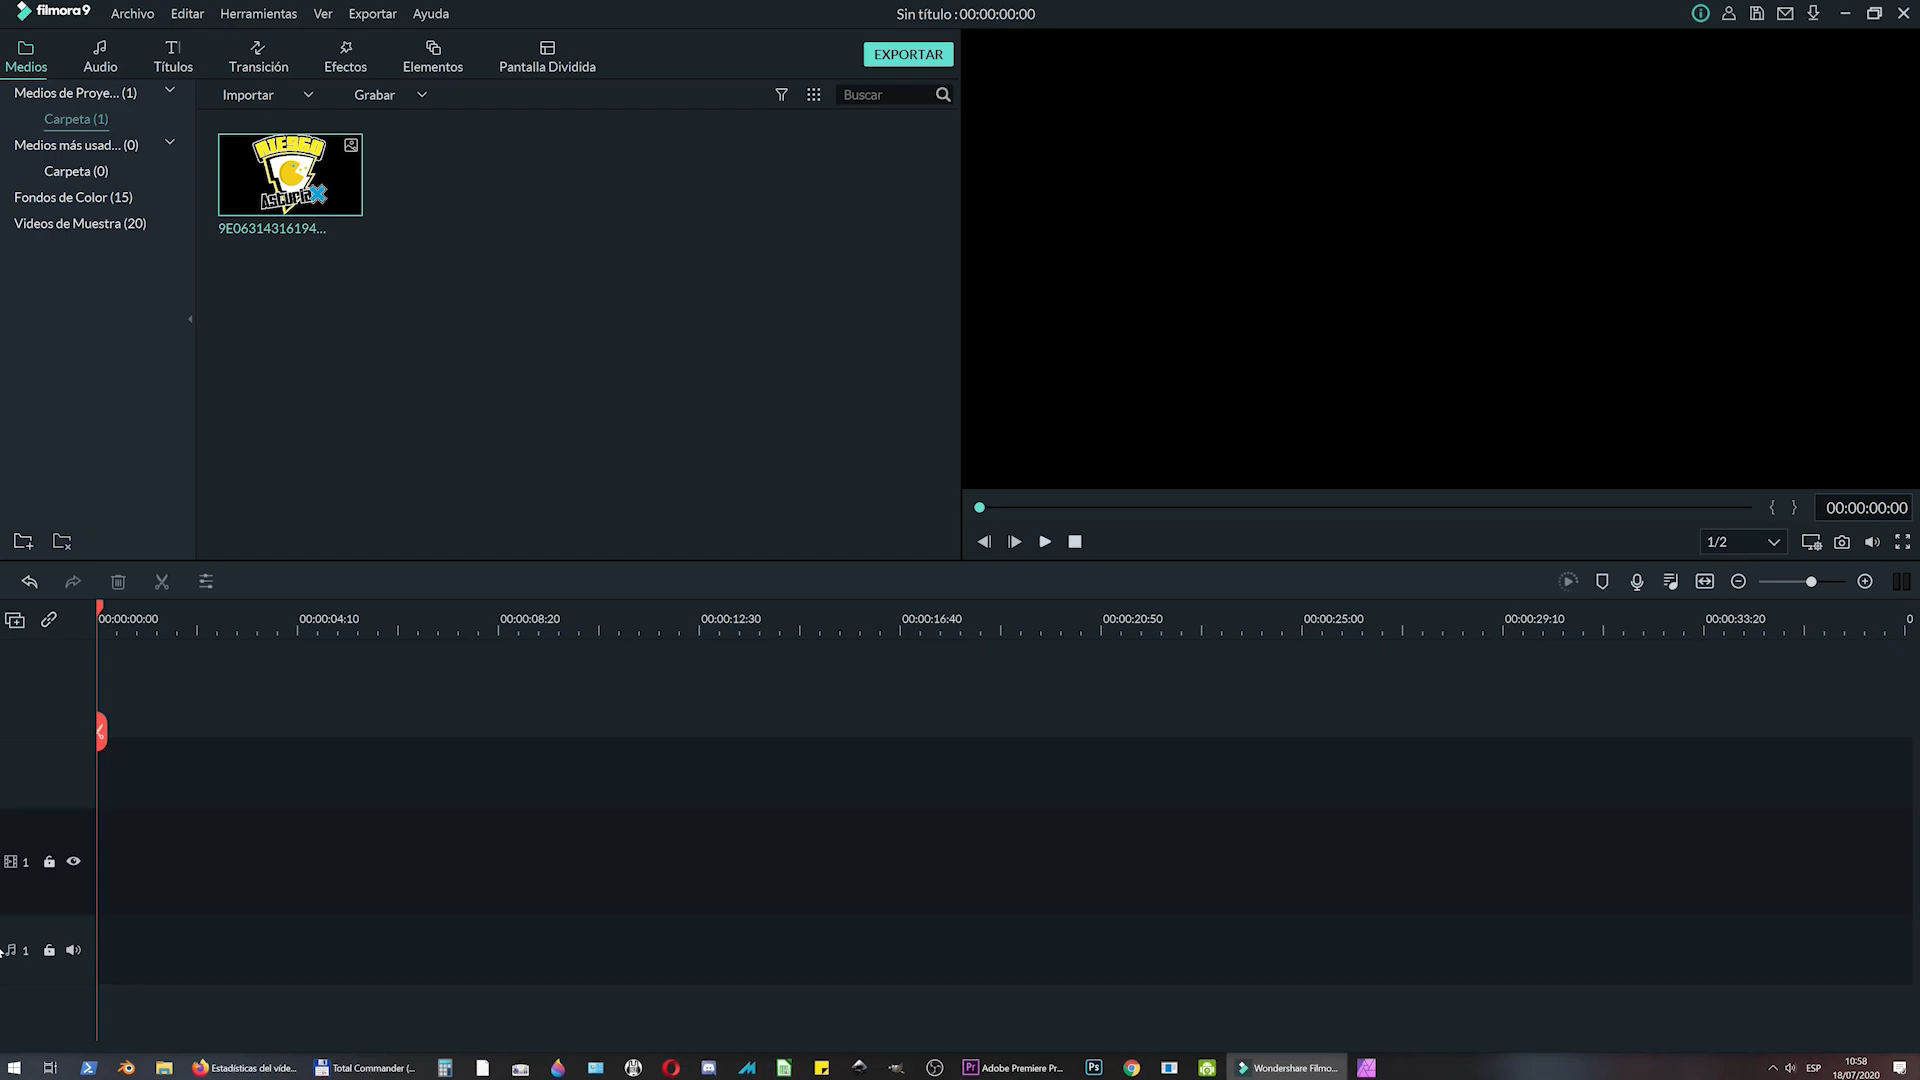 filmora9 Archivo Editar Herramientas Ver Exportar Ayuda Sin título : 00:00:00:00
Medios Audio Títulos Transición Efectos Elementos Pantalla Dividida EXPORTAR
Medios de Proye... (1)
Importar Grabar Buscar
Carpeta (1)
Medios más usad... (0)
Carpeta (0)
Fondos de Color (15)
Videos de Muestra (20)
RIESGO
Astucia
9E06314316194...
00:00:00:00
1/2
00:00:00:00 00:00:04:10 00:00:08:20 00:00:12:30 00:00:16:40 00:00:20:50 00:00:25:00 00:00:29:10 00:00:33:20 0
1
1
Estadísticas del víde... Total Commander (... Pr Adobe Premiere Pr... Ps Wondershare Filmo... ESP
10:58
18/07/2020